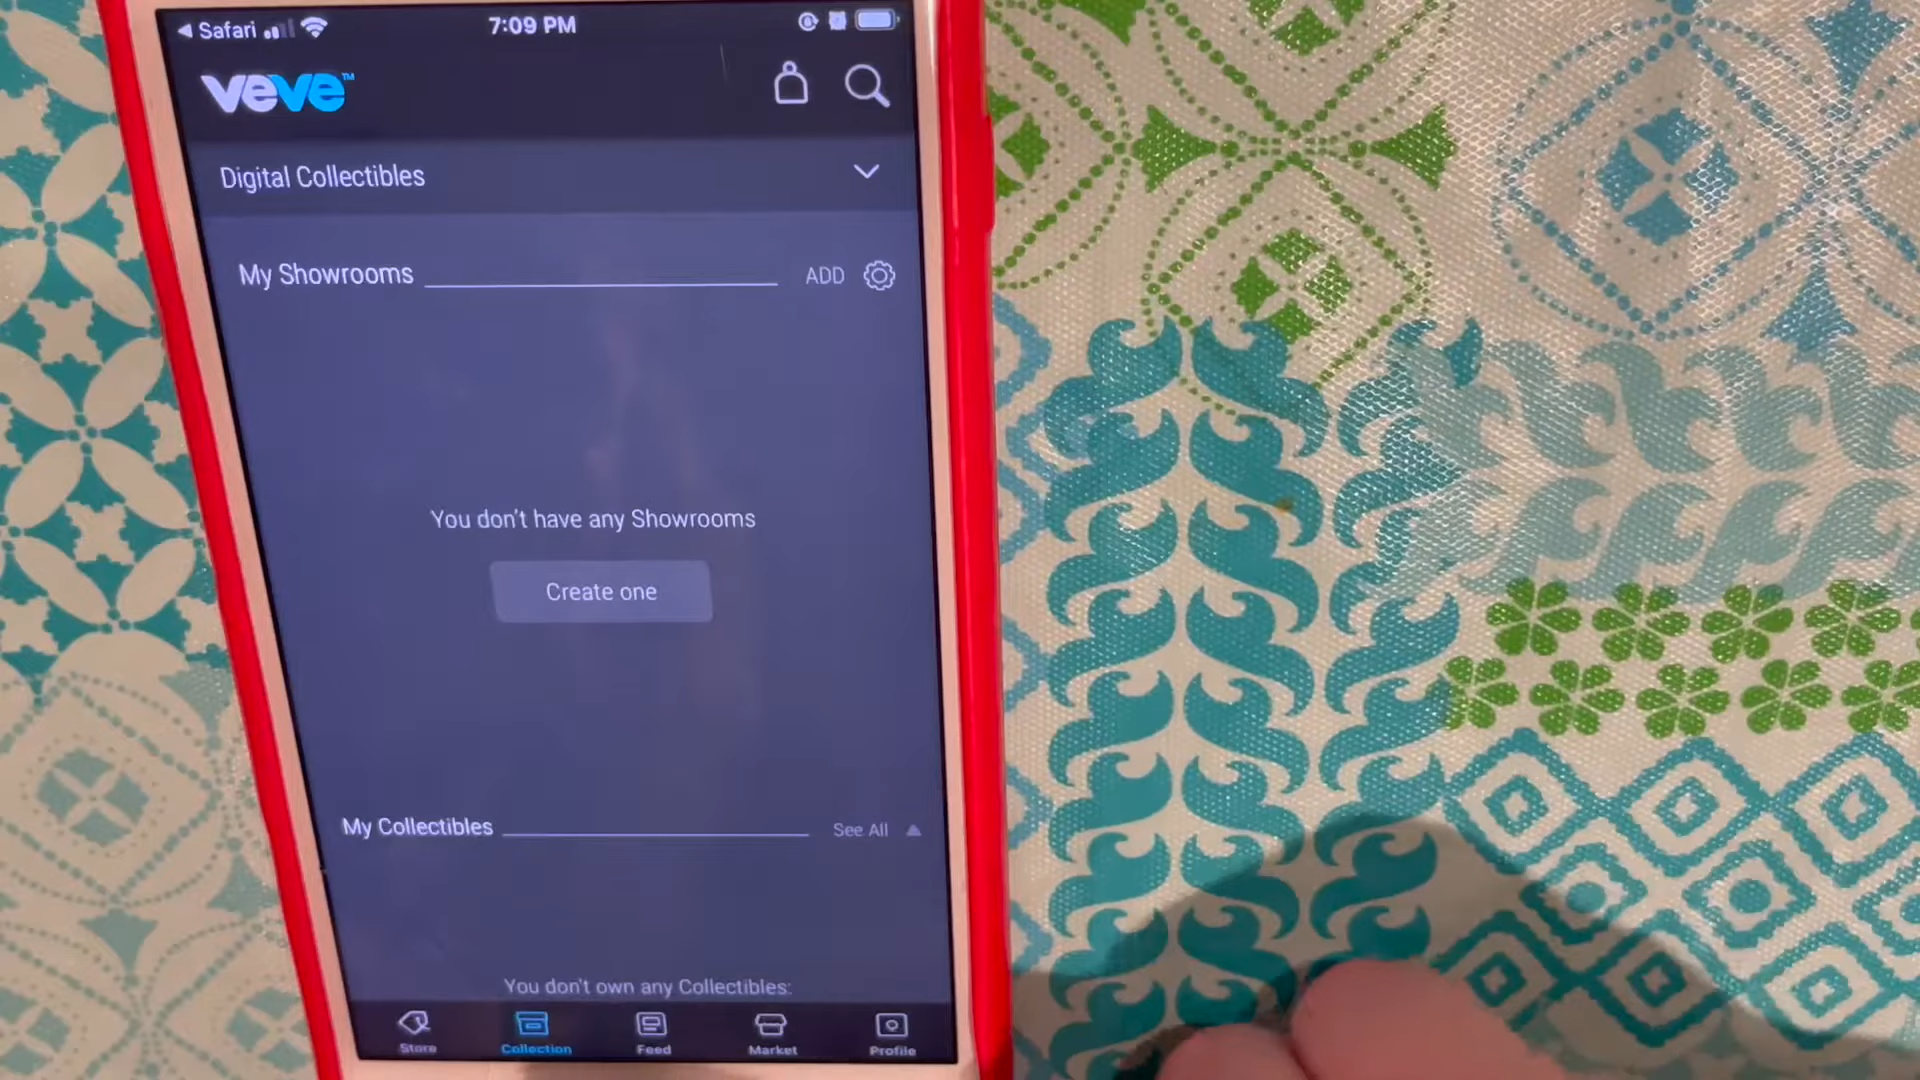 Safari 7:09 PM
veve™
Digital Collectibles
My Showrooms ADD
You don't have any Showrooms
Create one
My Collectibles See All
You don't own any Collectibles:
Store Collection Feed Market Profile